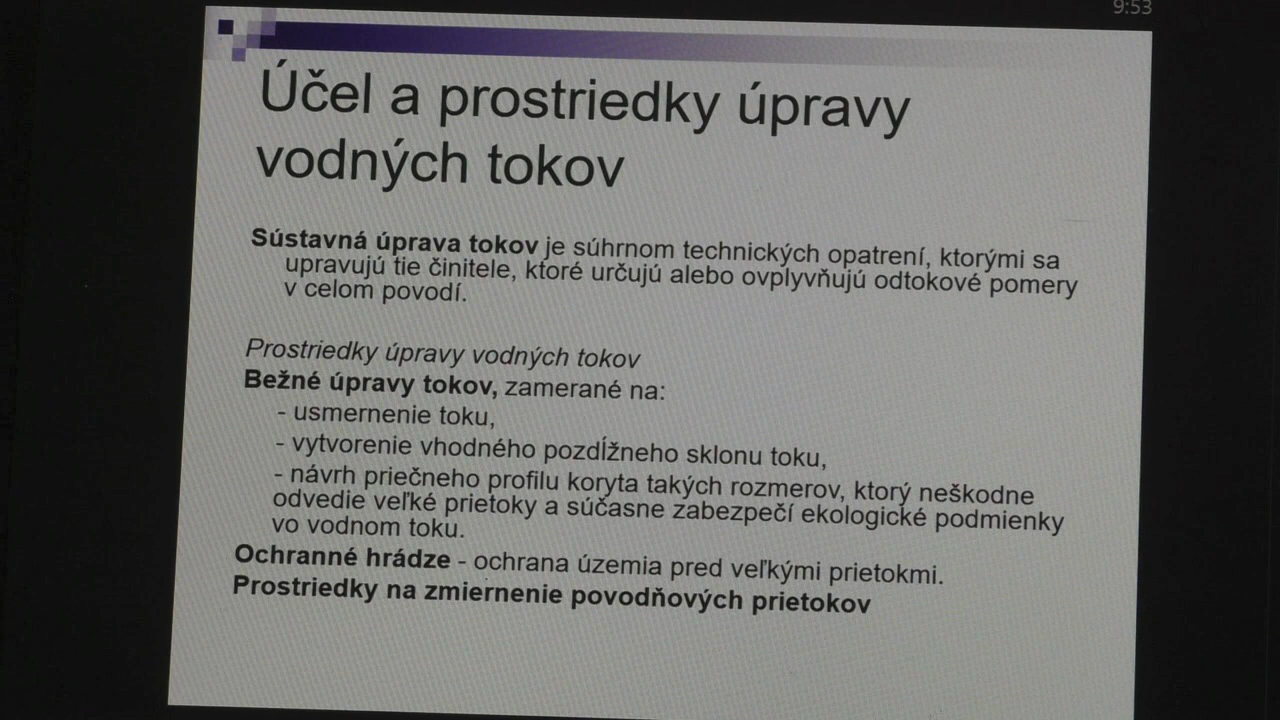 9:53
Účel a prostriedky úpravy
vodných tokov
Sústavná úprava tokov je súhrnom technických opatrení, ktorými sa
upravujú tie činitele, ktoré určujú alebo ovplyvňujú odtokové pomery
v celom povodí.
Prostriedky úpravy vodných tokov
Bežné úpravy tokov, zamerané na:
- usmernenie toku,
- vytvorenie vhodného pozdĺžneho sklonu toku,
- návrh priečneho profilu koryta takých rozmerov, ktorý neškodne
odvedie veľké prietoky a súčasne zabezpečí ekologické podmienky
vo vodnom toku.
Ochranné hrádze - ochrana územia pred veľkými prietokmi.
Prostriedky na zmiernenie povodňových prietokov